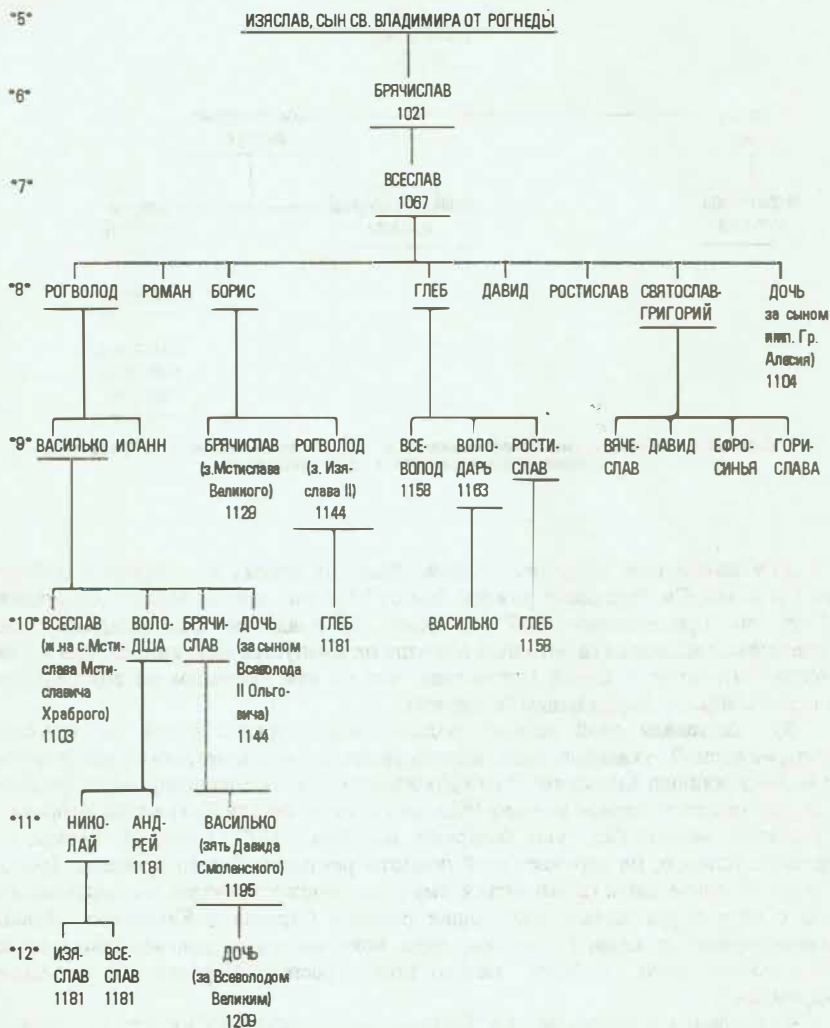 °5°
ИЗЯСЛАВ, СЫН СВ. ВЛАДИМИРА ОТ РОГНЕДЫ
°6°
БРЯЧИСЛАВ
1021
°7°
ВСЕСЛАВ
1067
°8°
РОГВОЛОД
РОМАН
БОРИС
ГЛЕБ
ДАВИД
РОСТИСЛАВ
СВЯТОСЛАВ-
ГРИГОРИЙ
ДОЧЬ
за сыном
имп. Гр.
Алесия)
1104
°9°
ВАСИЛЬКО
ИОАНН
БРЯЧИСЛАВ
(з.Мстислава
Великого)
1129
РОГВОЛОД
(з. Изя-
слава II)
1144
ВСЕ-
ВОЛОД
1158
ВОЛО-
ДАРЬ
1163
РОСТИ-
СЛАВ
ВЯЧЕ-
СЛАВ
ДАВИД
ЕФРО-
СИНЬЯ
ГОРИ-
СЛАВА
°10°
ВСЕСЛАВ
(ж на с.Мсти-
слава Мсти-
славича
Храброго)
1103
ВОЛО-
ДША
БРЯЧИ-
СЛАВ
ДОЧЬ
(за сыном
Всеволода
II Ольго-
вича)
1144
ГЛЕБ
1181
ВАСИЛЬКО
ГЛЕБ
1158
°11°
НИКО-
ЛАЙ
АНД-
РЕЙ
1181
ВАСИЛЬКО
(зять Давида
Смоленского)
1195
°12°
ИЗЯ-
СЛАВ
1181
ВСЕ-
СЛАВ
1181
ДОЧЬ
(за Всеволодом
Великим)
1209